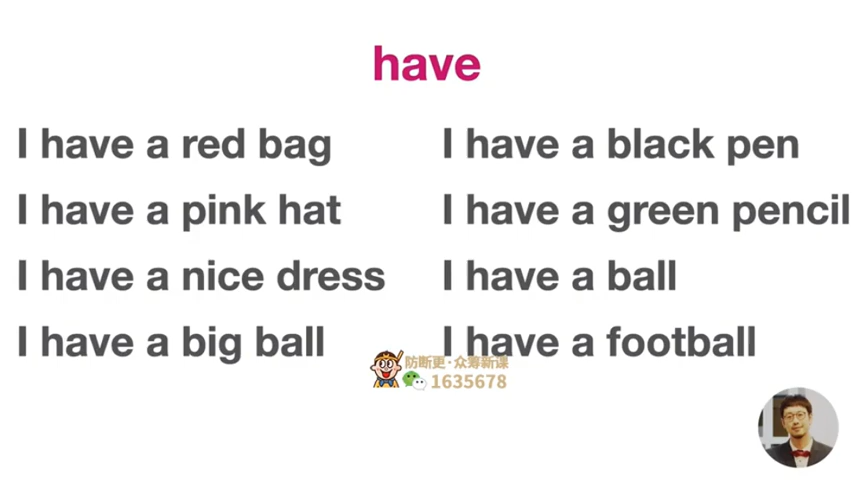 have
I have a red bag
I have a pink hat
I have a nice dress
I have a big ball
I have a black pen
I have a green pencil
I have a ball
I have a football
防断更·众筹新课
1635678